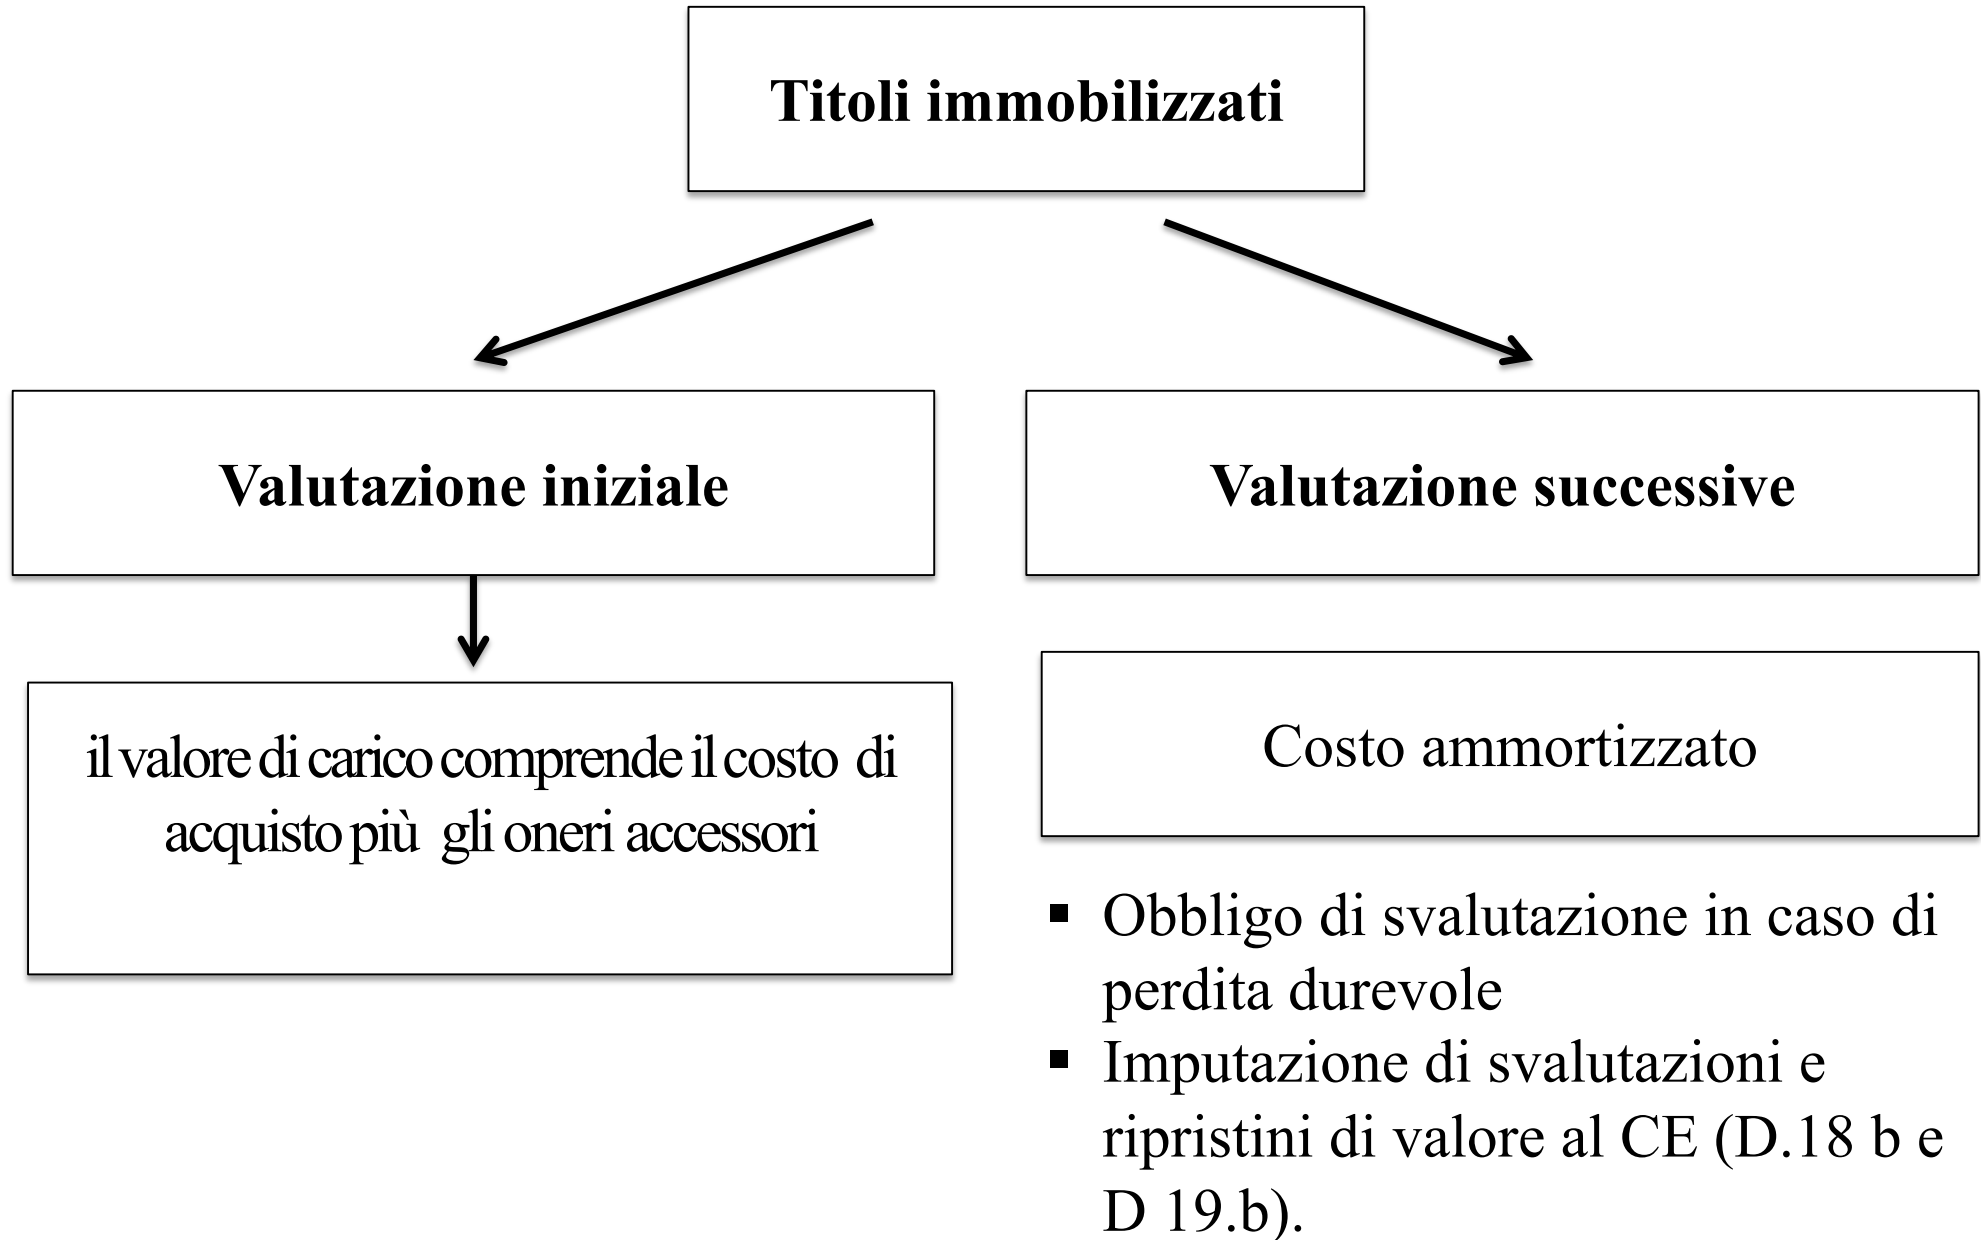 Titoli immobilizzati
Valutazione iniziale
il valore di carico comprende il costo di
acquisto più gli oneri accessori
Valutazione successive
Costo ammortizzato
▪ Obbligo di svalutazione in caso di
perdita durevole
▪ Imputazione di svalutazioni e
ripristini di valore al CE (D.18 b e
D 19.b).